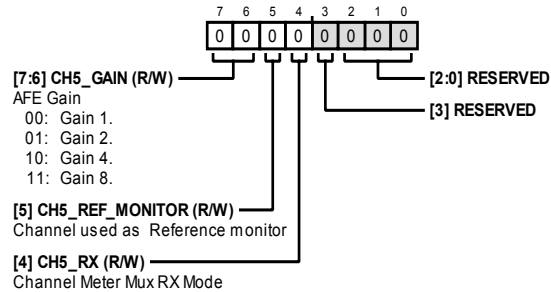 7 6 5 4 3 2 1 0
0 0 0 0 0 0 0 0
[7:6] CH5_GAIN (R/W)
AFE Gain
00: Gain 1.
01: Gain 2.
10: Gain 4.
11: Gain 8.
[5] CH5_REF_MONITOR (R/W)
Channel used as Reference monitor
[4] CH5_RX (R/W)
Channel Meter Mux RX Mode
[2:0] RESERVED
[3] RESERVED